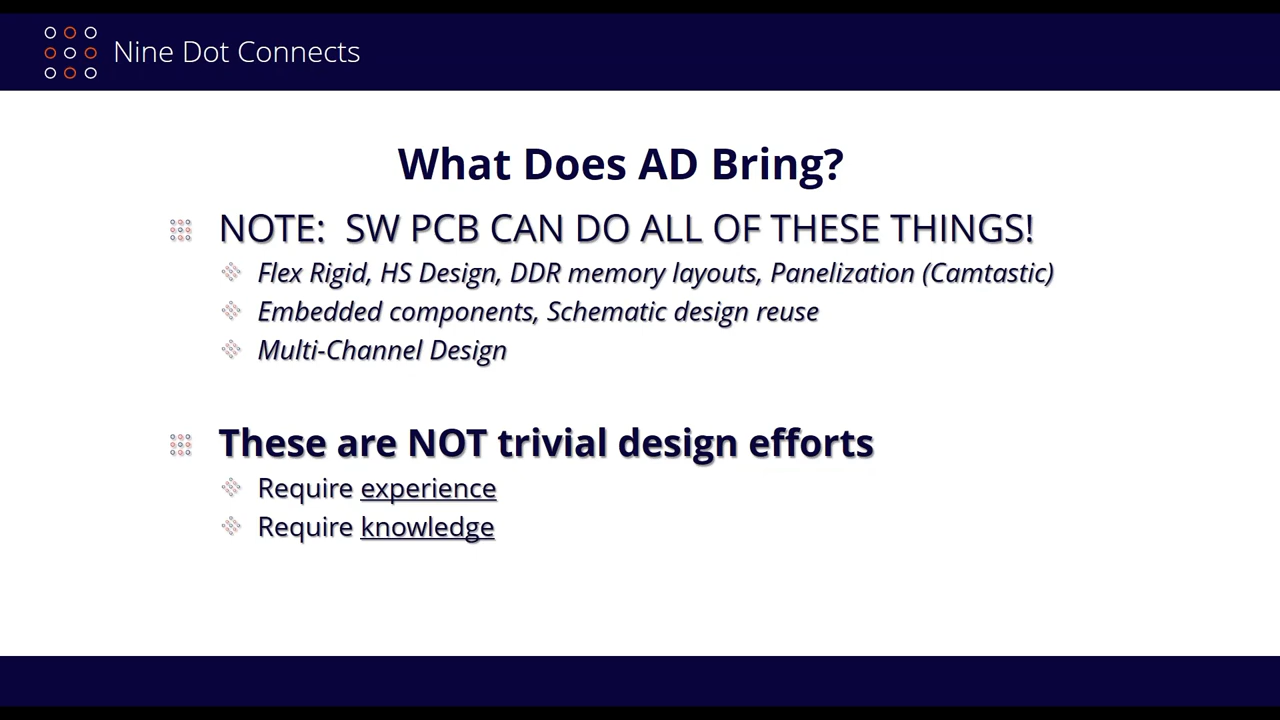 Nine Dot Connects
What Does AD Bring?
NOTE:  SW PCB CAN DO ALL OF THESE THINGS!
Flex Rigid, HS Design, DDR memory layouts, Panelization (Camtastic)
Embedded components, Schematic design reuse
Multi-Channel Design
These are NOT trivial design efforts
Require experience
Require knowledge